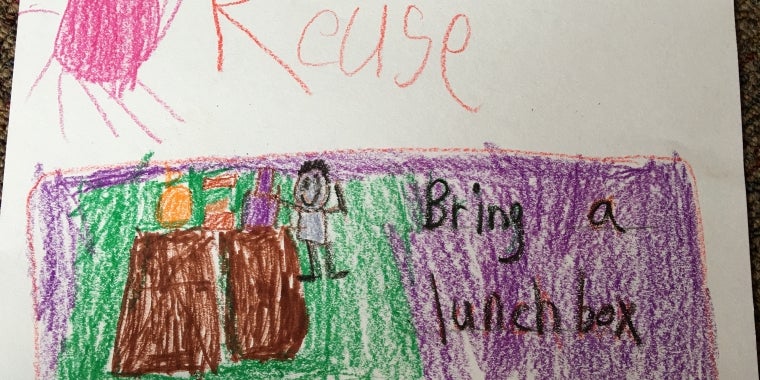 Reuse
Bring a
lunch box